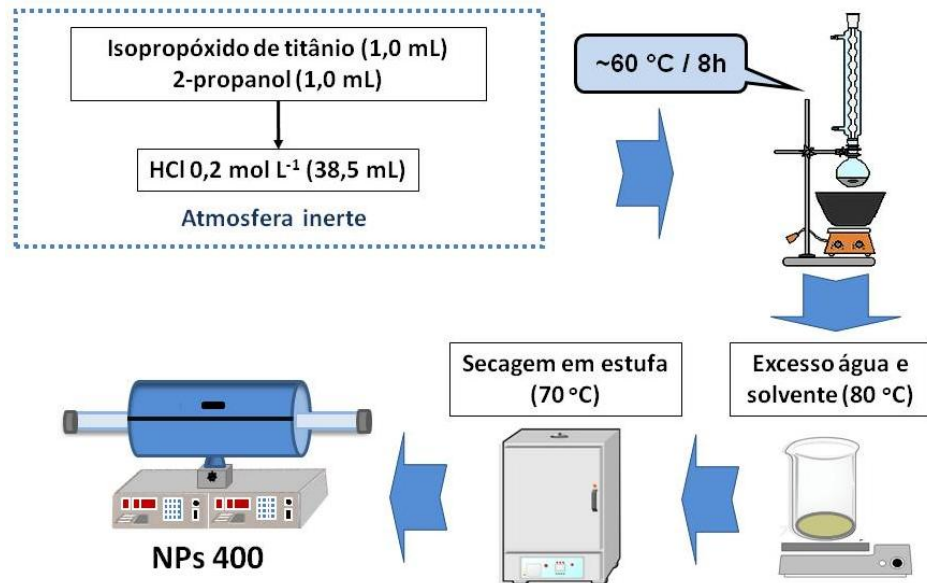 Isopropóxido de titânio (1,0 mL)
2-propanol (1,0 mL)
HCl 0,2 mol L⁻¹ (38,5 mL)
Atmosfera inerte
~60 °C / 8h
Excesso água e
solvente (80 °C)
Secagem em estufa
(70 °C)
NPs 400